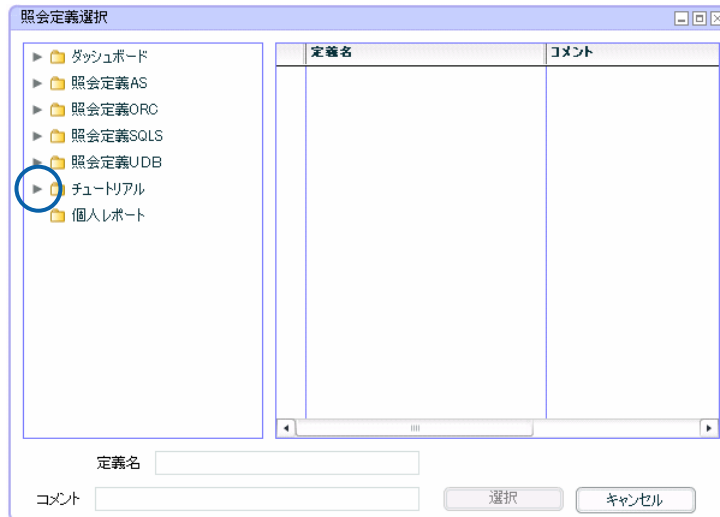 照会定義選択
ダッシュボード
照会定義AS
照会定義ORC
照会定義SQLS
照会定義UDB
チュートリアル
個人レポート
定義名 コメント
定義名
コメント 選択 キャンセル